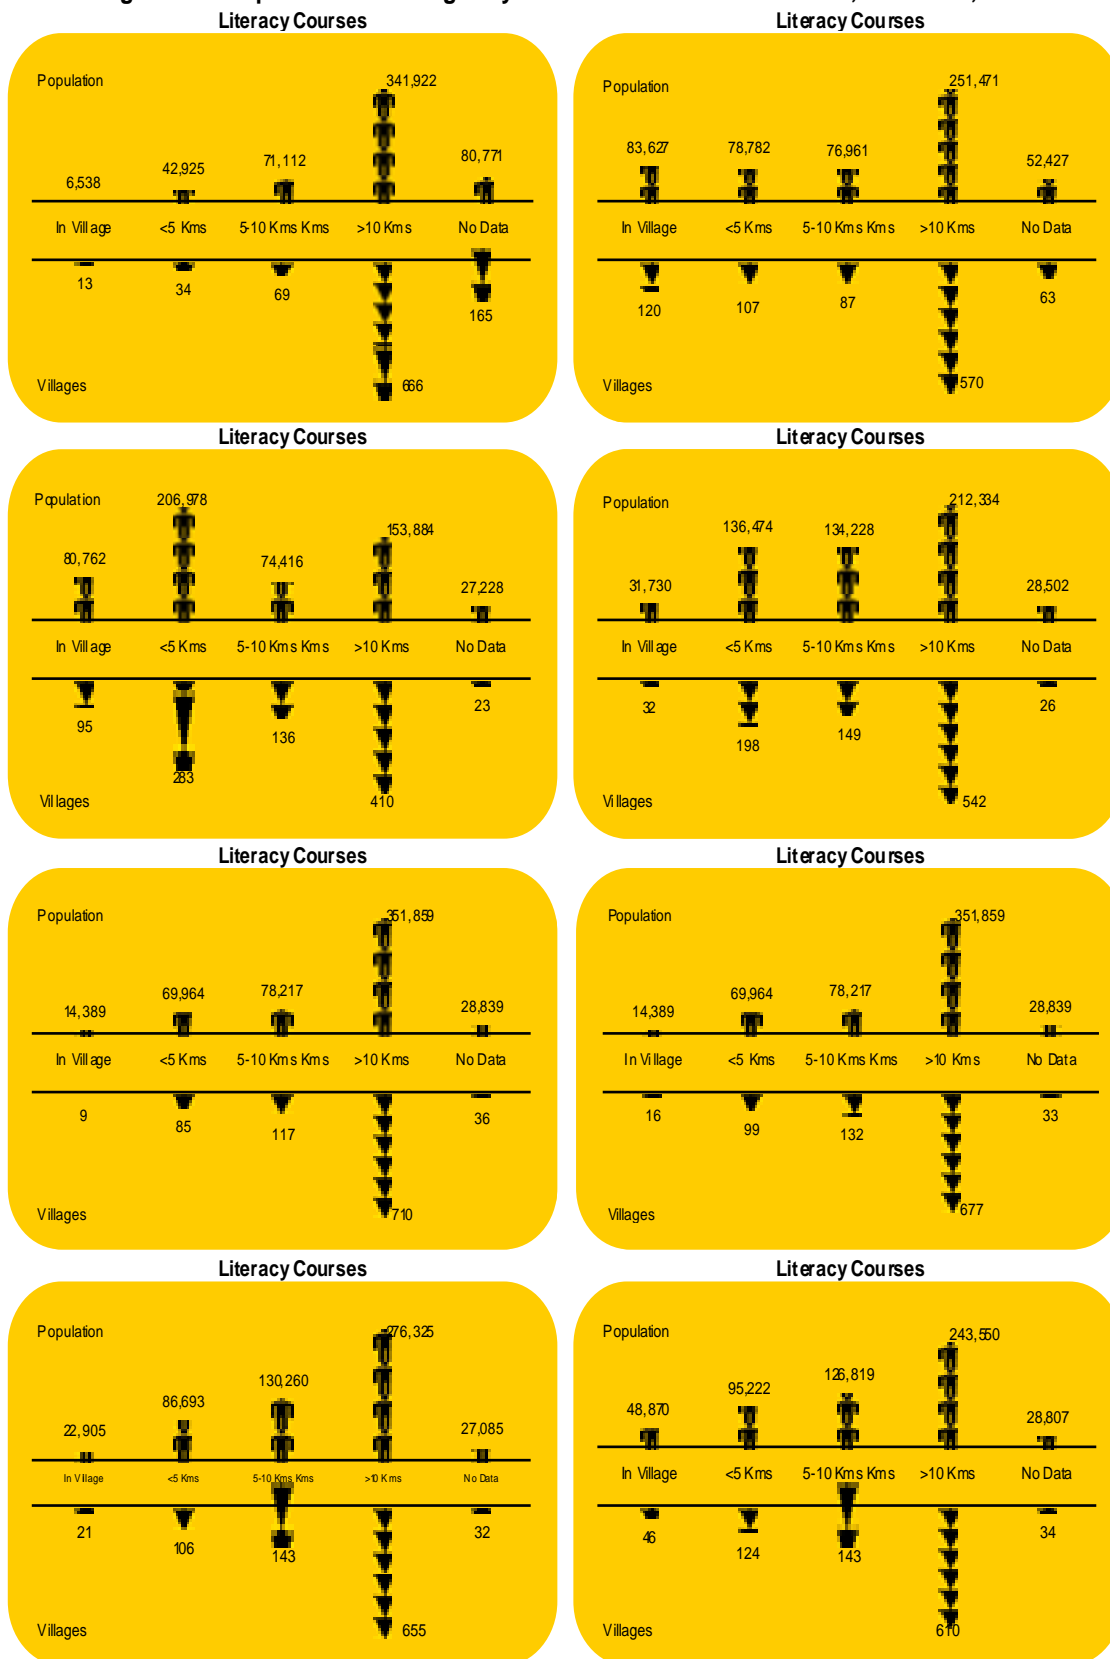 Literacy Courses
Population
341,922
6,538
42,925
71,112
80,771
In Village <5 Kms 5-10 Kms Kms >10 Kms No Data
13
34
69
666
165
Villages
Literacy Courses
Population
251,471
83,627
78,782
76,961
52,427
In Village <5 Kms 5-10 Kms Kms >10 Kms No Data
120
107
87
570
63
Villages
Literacy Courses
Population
80,762
206,978
74,416
153,884
27,228
In Village <5 Kms 5-10 Kms Kms >10 Kms No Data
95
283
136
410
23
Villages
Literacy Courses
Population
31,730
136,474
134,228
212,334
28,502
In Village <5 Kms 5-10 Kms Kms >10 Kms No Data
32
198
149
542
26
Villages
Literacy Courses
Population
14,389
69,964
78,217
351,859
28,839
In Village <5 Kms 5-10 Kms Kms >10 Kms No Data
9
85
117
710
36
Villages
Literacy Courses
Population
14,389
69,964
78,217
351,859
28,839
In Village <5 Kms 5-10 Kms Kms >10 Kms No Data
16
99
132
677
33
Villages
Literacy Courses
Population
22,905
86,693
130,260
276,325
27,085
In Village <5 Kms 5-10 Kms Kms >10 Kms No Data
21
106
143
655
32
Villages
Literacy Courses
Population
48,870
95,222
126,819
243,550
28,807
In Village <5 Kms 5-10 Kms Kms >10 Kms No Data
46
124
143
610
34
Villages